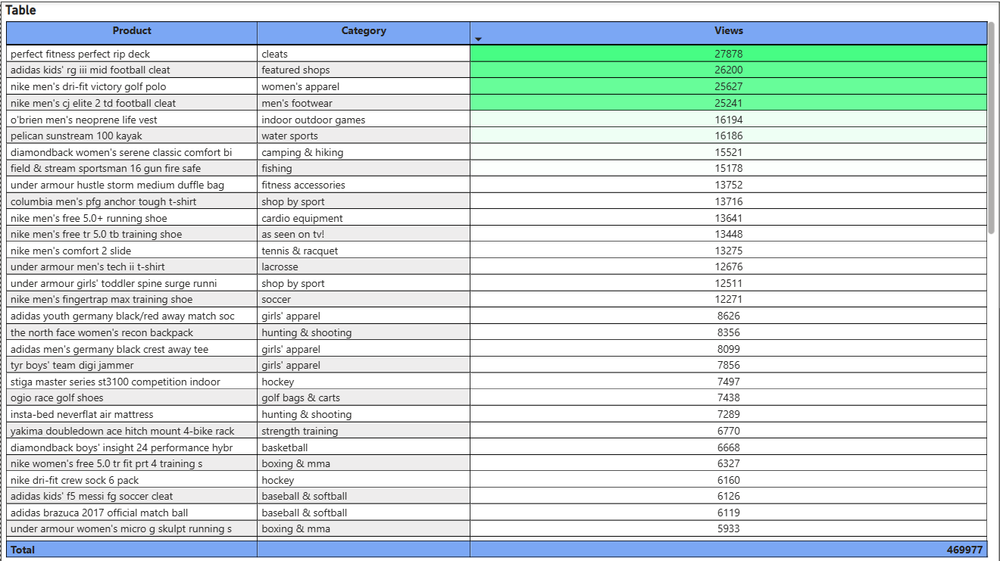 Table
Product Category Views
perfect fitness perfect rip deck cleats 27878
adidas kids' rg iii mid football cleat featured shops 26200
nike men's dri-fit victory golf polo women's apparel 25627
nike men's cj elite 2 td football cleat men's footwear 25241
o'brien men's neoprene life vest indoor outdoor games 16194
pelican sunstream 100 kayak water sports 16186
diamondback women's serene classic comfort bi camping & hiking 15521
field & stream sportsman 16 gun fire safe fishing 15178
under armour hustle storm medium duffle bag fitness accessories 13752
columbia men's pfg anchor tough t-shirt shop by sport 13716
nike men's free 5.0+ running shoe cardio equipment 13641
nike men's free tr 5.0 tb training shoe as seen on tv! 13448
nike men's comfort 2 slide tennis & racquet 13275
under armour men's tech ii t-shirt lacrosse 12676
under armour girls' toddler spine surge runni shop by sport 12511
nike men's fingertrap max training shoe soccer 12271
adidas youth germany black/red away match soc girls' apparel 8626
the north face women's recon backpack hunting & shooting 8356
adidas men's germany black crest away tee girls' apparel 8099
tyr boys' team digi jammer girls' apparel 7856
stiga master series st3100 competition indoor hockey 7497
ogio race golf shoes golf bags & carts 7438
insta-bed neverflat air mattress hunting & shooting 7289
yakima doubledown ace hitch mount 4-bike rack strength training 6770
diamondback boys' insight 24 performance hybr basketball 6668
nike women's free 5.0 tr fit prt 4 training s boxing & mma 6327
nike dri-fit crew sock 6 pack hockey 6160
adidas kids' f5 messi fg soccer cleat baseball & softball 6126
adidas brazuca 2017 official match ball baseball & softball 6119
under armour women's micro g skulpt running s boxing & mma 5933
Total 469977